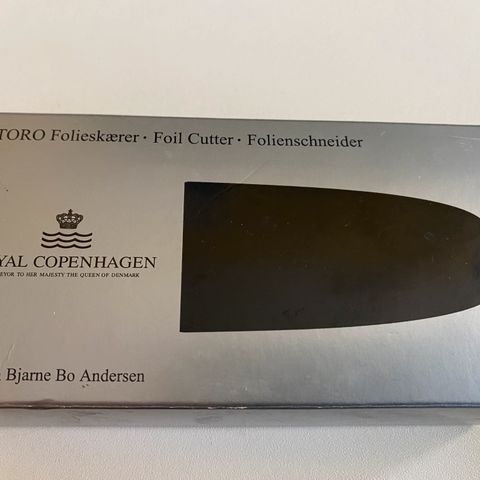 TORO Folieskærer · Foil Cutter · Folienschneider
YAL COPENHAGEN
EYOR TO HER MAJESTY THE QUEEN OF DENMARK
Bjarne Bo Andersen